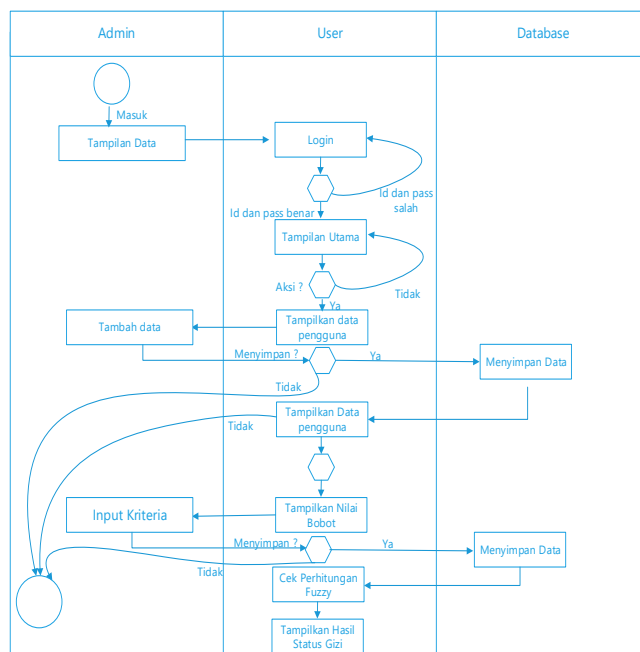 Admin
User
Database
Masuk
Tampilan Data
Login
Id dan pass
salah
Id dan pass benar
Tampilan Utama
Aksi ?
Tidak
Ya
Tambah data
Tampilkan data
pengguna
Menyimpan ?
Ya
Menyimpan Data
Tidak
Tampilkan Data
pengguna
Tidak
Input Kriteria
Tampilkan Nilai
Bobot
Menyimpan ?
Ya
Menyimpan Data
Tidak
Cek Perhitungan
Fuzzy
Tampilkan Hasil
Status Gizi